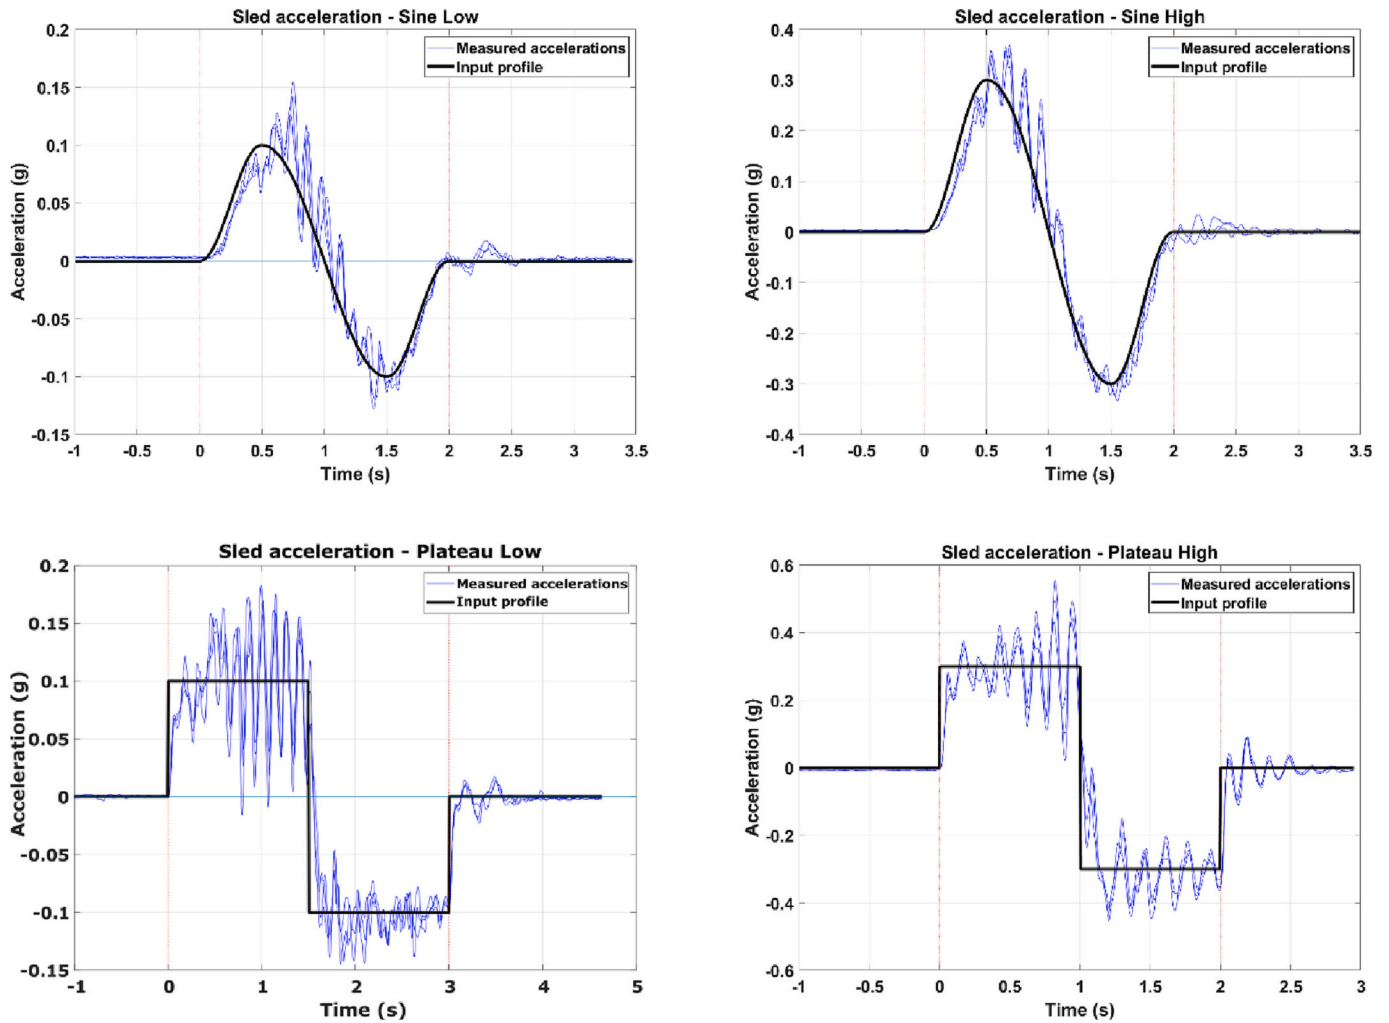 Sled acceleration - Sine Low
0.2
0.15
0.1
0.05
0
-0.05
-0.1
-0.15
Acceleration (g)
Measured accelerations
Input profile
-1 -0.5 0 0.5 1 1.5 2 2.5 3 3.5
Time (s)
Sled acceleration - Sine High
0.4
0.3
0.2
0.1
0
-0.1
-0.2
-0.3
-0.4
Acceleration (g)
Measured accelerations
Input profile
-1 -0.5 0 0.5 1 1.5 2 2.5 3 3.5
Time (s)
Sled acceleration - Plateau Low
0.2
0.15
0.1
0.05
0
-0.05
-0.1
-0.15
Acceleration (g)
Measured accelerations
Input profile
-1 0 1 2 3 4 5
Time (s)
Sled acceleration - Plateau High
0.6
0.4
0.2
0
-0.2
-0.4
-0.6
Acceleration (g)
Measured accelerations
Input profile
-1 -0.5 0 0.5 1 1.5 2 2.5 3
Time (s)